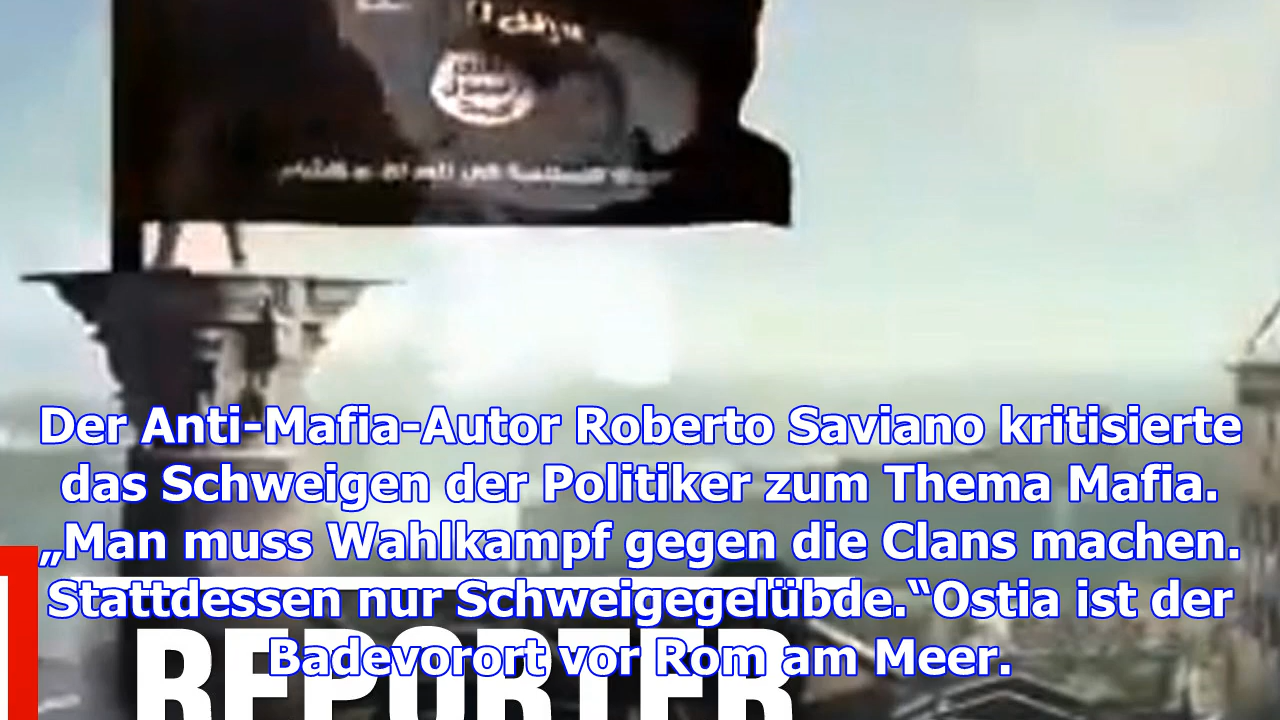 Der Anti-Mafia-Autor Roberto Saviano kritisierte
das Schweigen der Politiker zum Thema Mafia.
„Man muss Wahlkampf gegen die Clans machen.
Stattdessen nur Schweigegelübde.“Ostia ist der
Badevorort vor Rom am Meer.
REPORTER